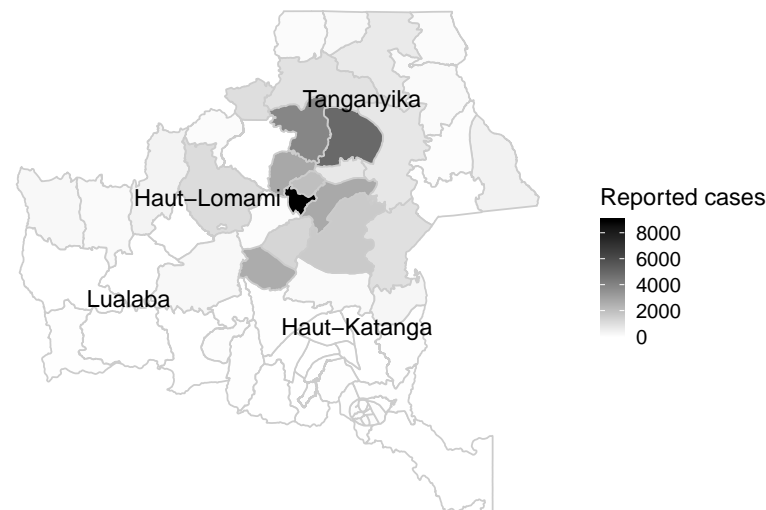 Tanganyika
Haut−Lomami
Lualaba
Haut−Katanga
Reported cases
8000
6000
4000
2000
0